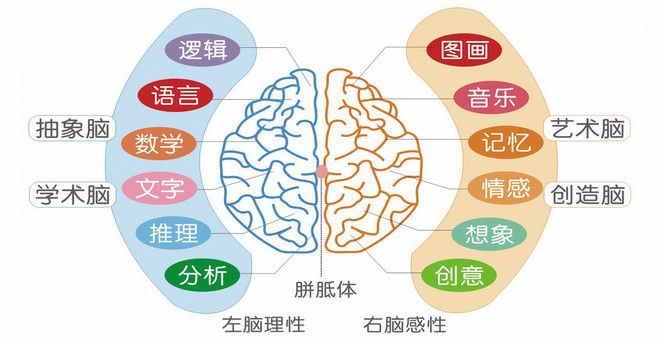 逻辑
语言
数学
文字
推理
分析
抽象脑
学术脑
图画
音乐
记忆
情感
想象
创意
艺术脑
创造脑
胼胝体
左脑理性
右脑感性